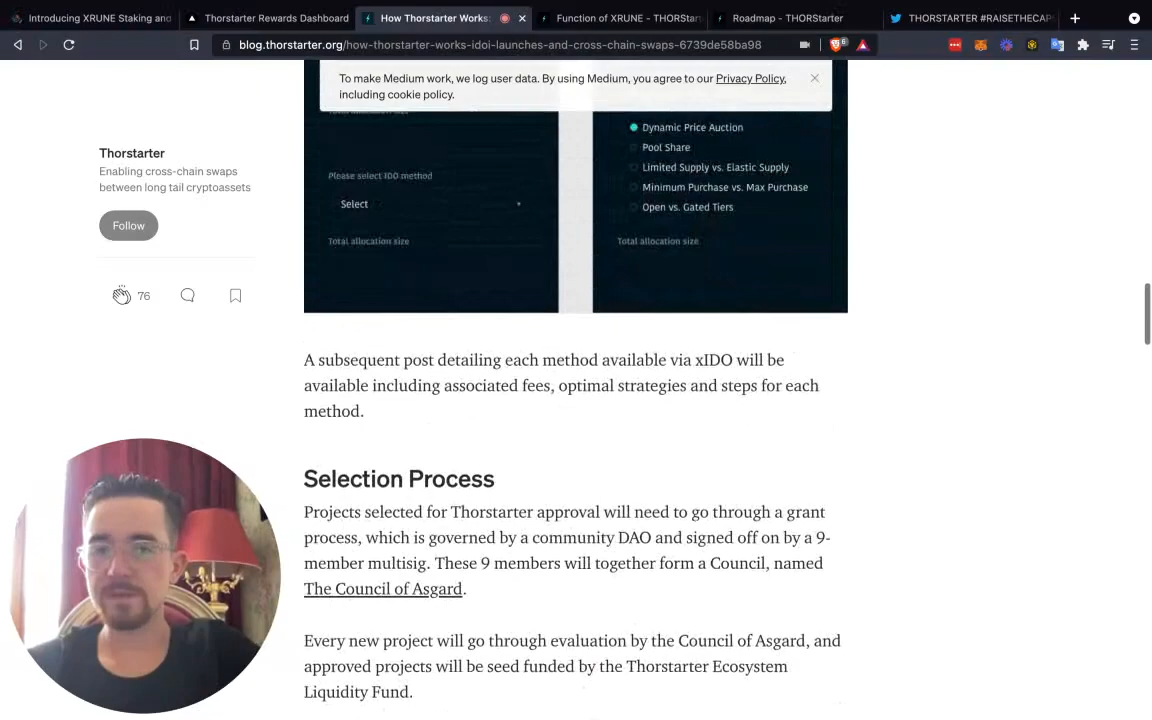 Introducing XRUNE Staking and
Thorstarter Rewards Dashboard
How Thorstarter Works:
Function of XRUNE - THORStar
Roadmap - THORStarter
THORSTARTER #RAISETHECAP
blog.thorstarter.org/how-thorstarter-works-idoi-launches-and-cross-chain-swaps-6739de58ba98
6
To make Medium work, we log user data. By using Medium, you agree to our Privacy Policy,
including cookie policy.
Total allocation size
Dynamic Price Auction
Pool Share
Limited Supply vs. Elastic Supply
Minimum Purchase vs. Max Purchase
Open vs. Gated Tiers
Please select IDO method
Select
Total allocation size
Total allocation size
Thorstarter
Enabling cross-chain swaps
between long tail cryptoassets
Follow
76
A subsequent post detailing each method available via xIDO will be
available including associated fees, optimal strategies and steps for each
method.
Selection Process
Projects selected for Thorstarter approval will need to go through a grant
process, which is governed by a community DAO and signed off on by a 9-
member multisig. These 9 members will together form a Council, named
The Council of Asgard.
Every new project will go through evaluation by the Council of Asgard, and
approved projects will be seed funded by the Thorstarter Ecosystem
Liquidity Fund.